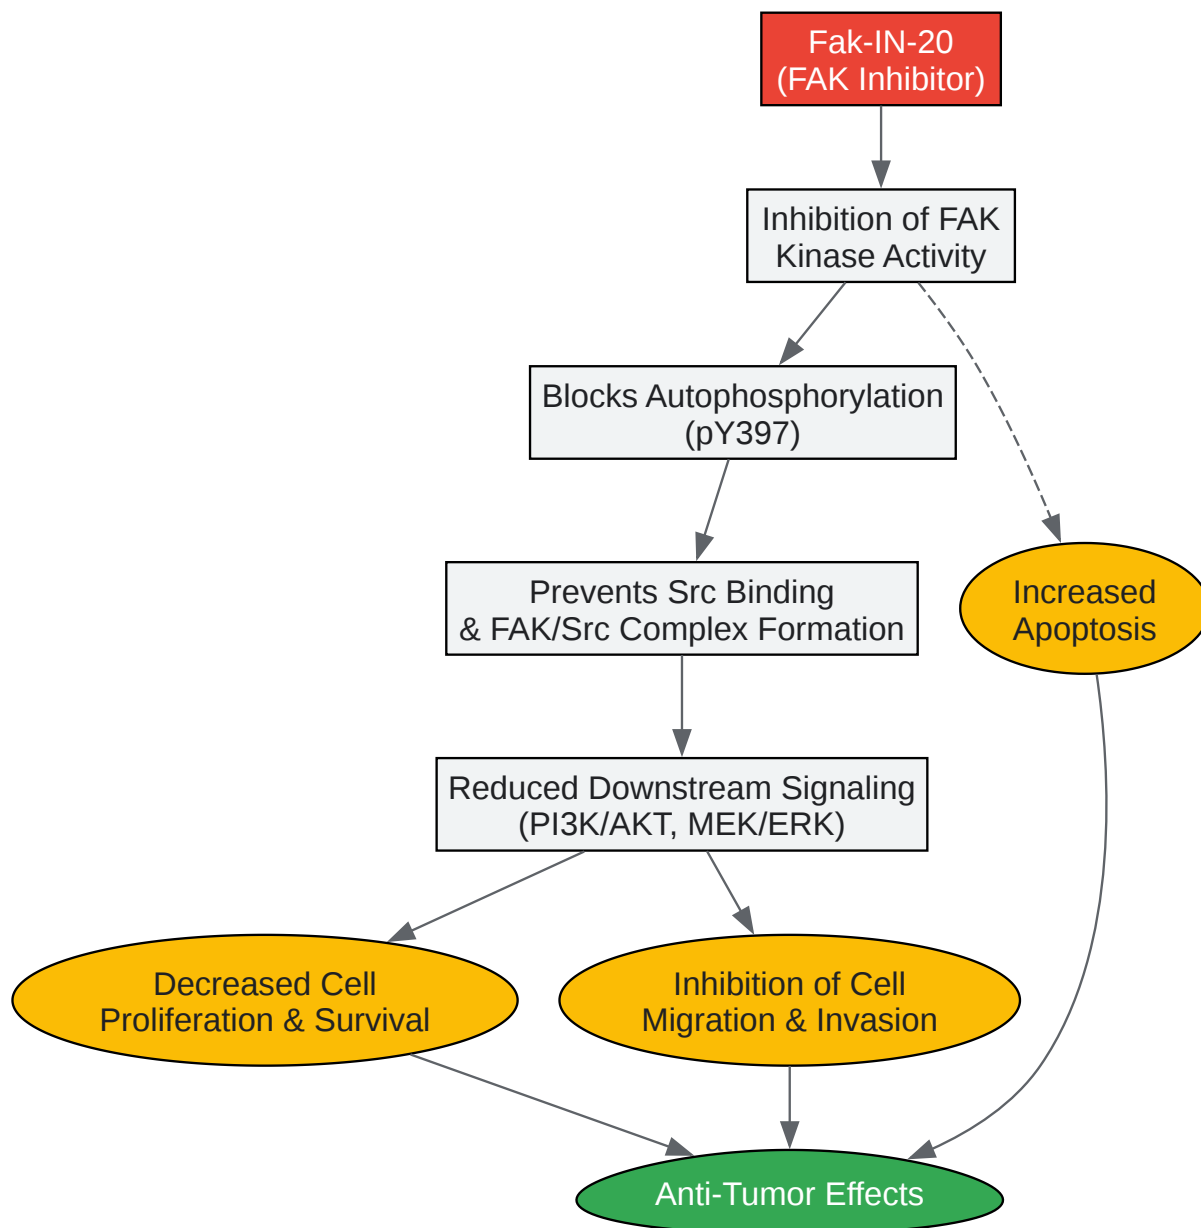 Fak-IN-20
(FAK Inhibitor)
Inhibition of FAK
Kinase Activity
Blocks Autophosphorylation
(pY397)
Prevents Src Binding
& FAK/Src Complex Formation
Increased
Apoptosis
Reduced Downstream Signaling
(PI3K/AKT, MEK/ERK)
Decreased Cell
Proliferation & Survival
Inhibition of Cell
Migration & Invasion
Anti-Tumor Effects